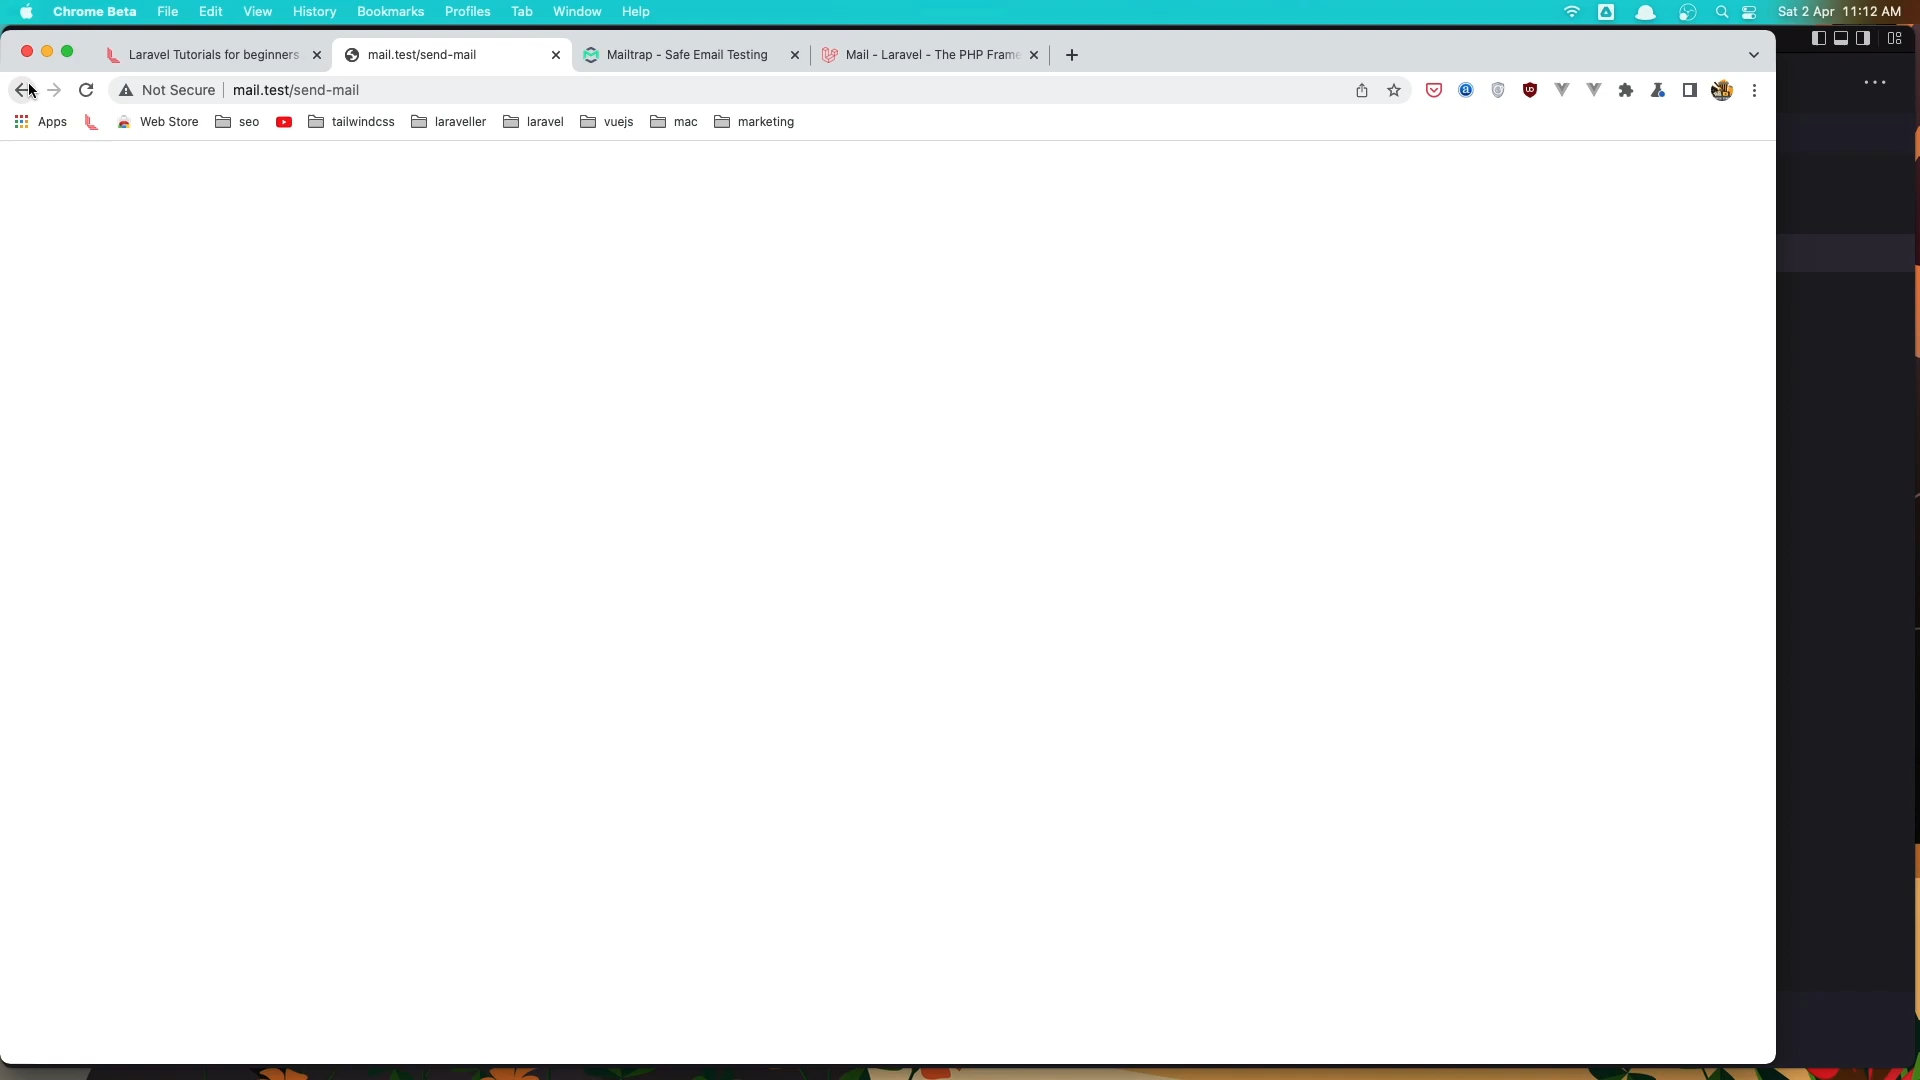 Chrome Beta File Edit View History Bookmarks Profiles Tab Window Help Sat 2 Apr 11:12 AM
Laravel Tutorials for beginners mail.test/send-mail Mailtrap - Safe Email Testing Mail - Laravel - The PHP Frame
Not Secure mail.test/send-mail
Apps Web Store seo tailwindcss laraveller laravel vuejs mac marketing